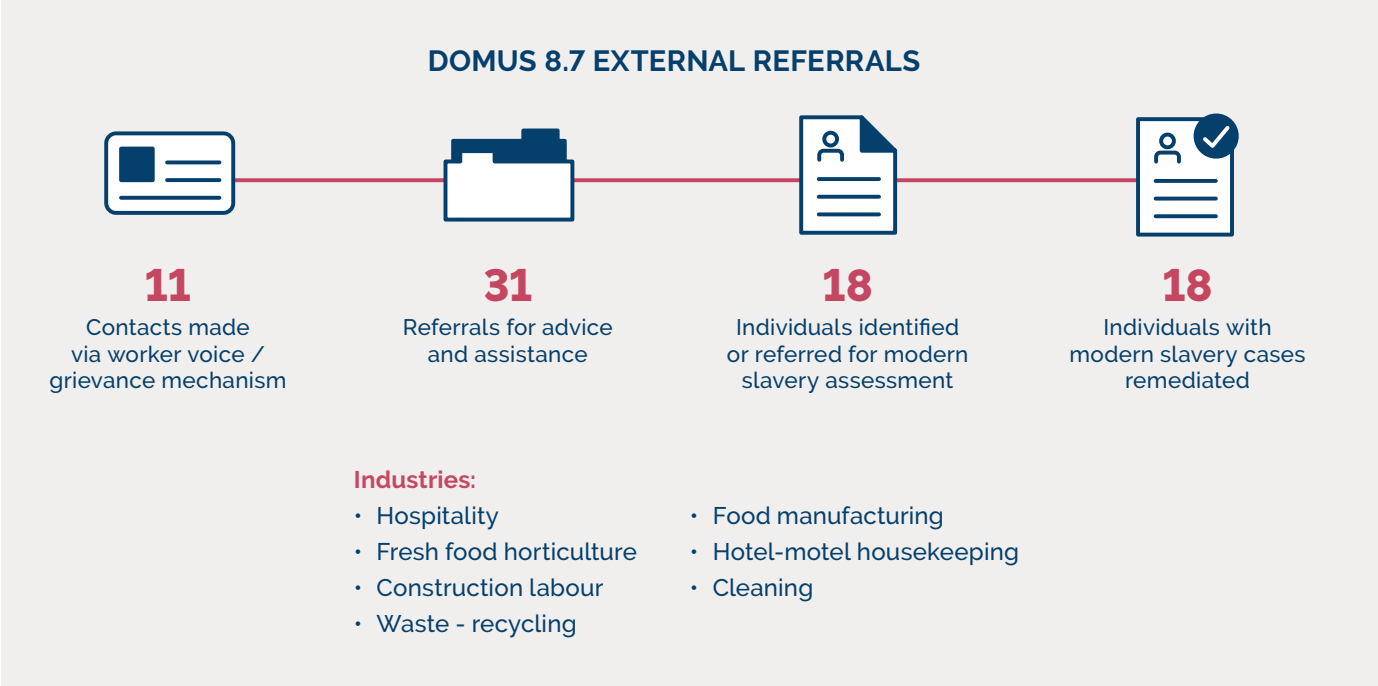 DOMUS 8.7 EXTERNAL REFERRALS
11
Contacts made
via worker voice /
grievance mechanism
31
Referrals for advice
and assistance
18
Individuals identified
or referred for modern
slavery assessment
18
Individuals with
modern slavery cases
remediated
Industries:
• Hospitality
• Fresh food horticulture
• Construction labour
• Waste - recycling
• Food manufacturing
• Hotel-motel housekeeping
• Cleaning